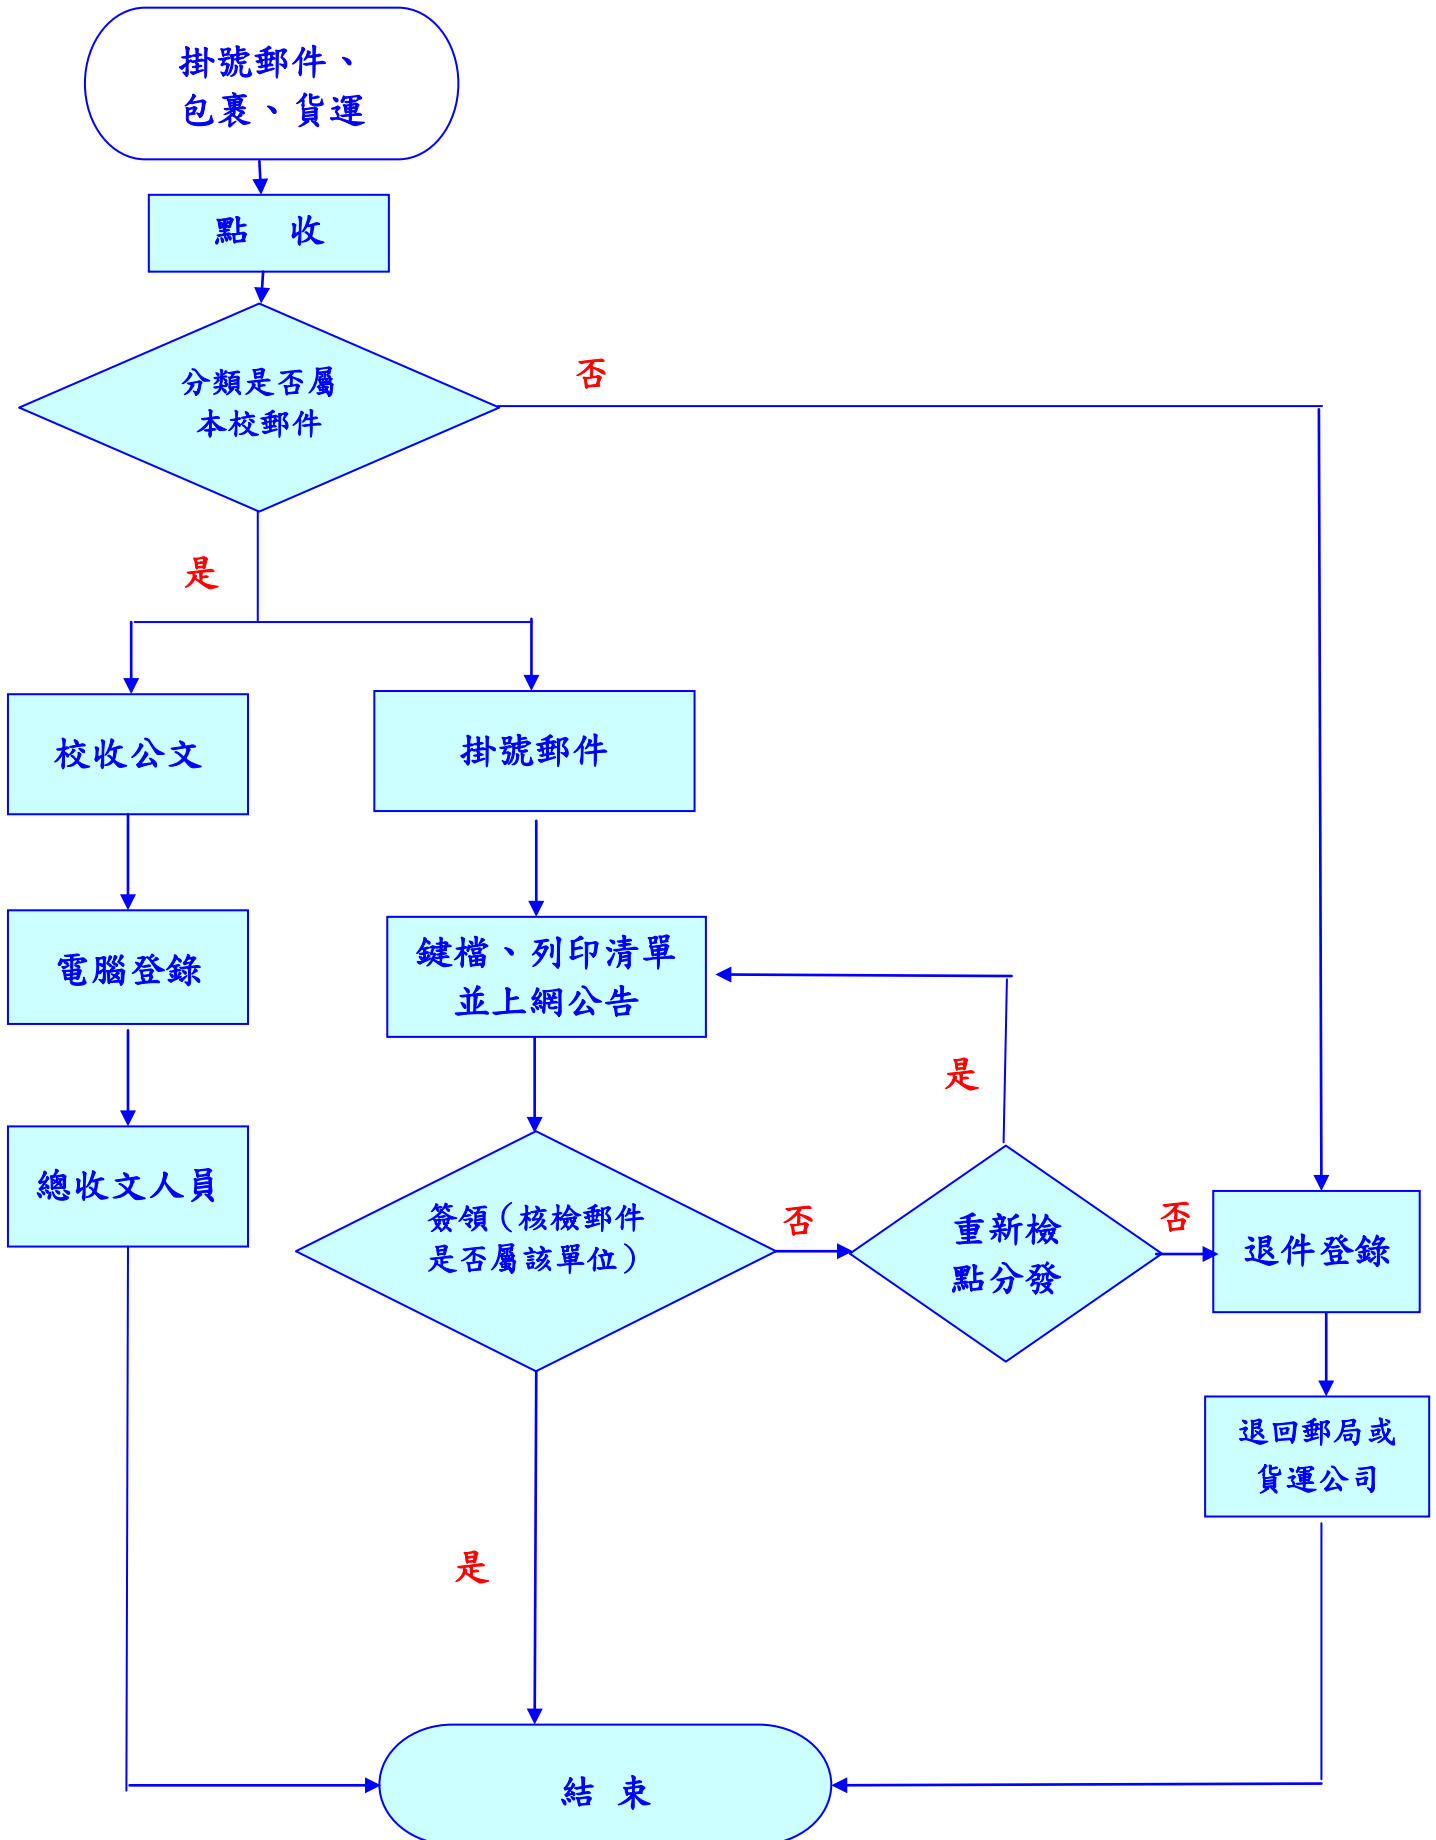 掛號郵件、
包裹、貨運
點 收
分類是否屬
本校郵件
否
是
校收公文
掛號郵件
電腦登錄
鍵檔、列印清單
並上網公告
是
總收文人員
簽領（核檢郵件
是否屬該單位）
否
重新檢
點分發
否
退件登錄
退回郵局或
貨運公司
是
結 束